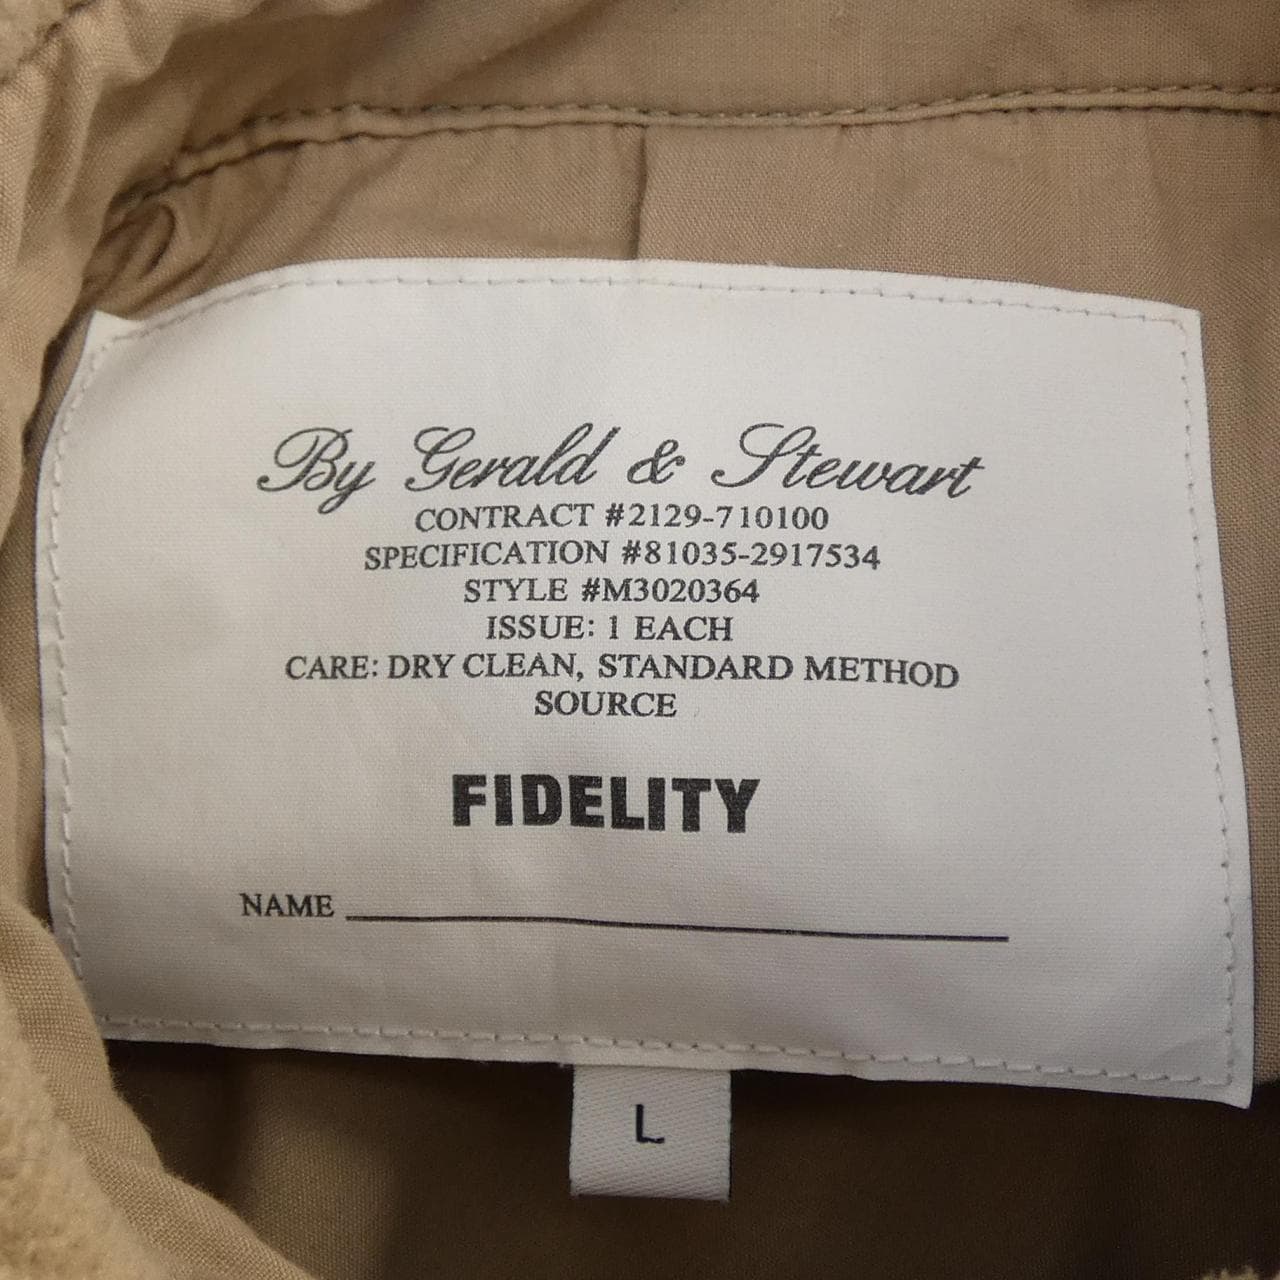 By Gerald & Stewart
CONTRACT #2129-710100
SPECIFICATION #81035-2917534
STYLE #M3020364
ISSUE: 1 EACH
CARE: DRY CLEAN, STANDARD METHOD
SOURCE
FIDELITY
NAME
L